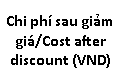 Chi phí sau giảm
giá/Cost after
discount (VND)